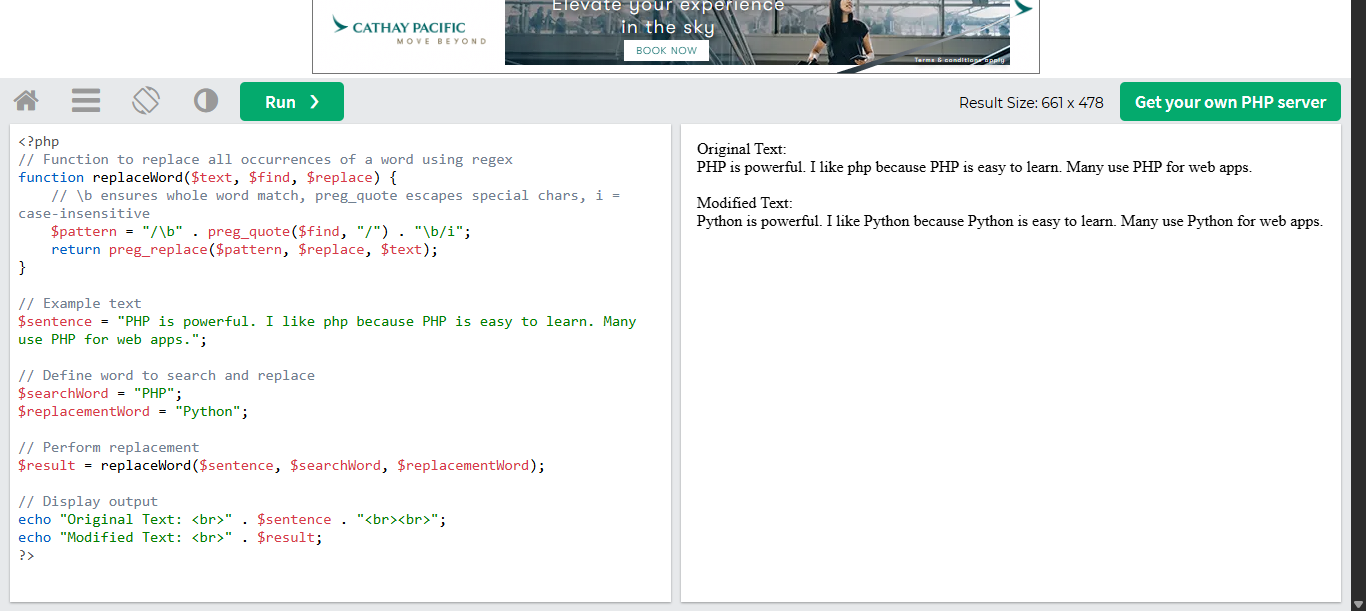 Elevate your experience
CATHAY PACIFIC
in the sky
MOVE BEYOND
BOOK NOW
Terms & conditions apply
Run ❯
Result Size: 661 x 478
Get your own PHP server
<?php
// Function to replace all occurrences of a word using regex
function replaceWord($text, $find, $replace) {
    // \b ensures whole word match, preg_quote escapes special chars, i =
case-insensitive
    $pattern = "/\b" . preg_quote($find, "/") . "\b/i";
    return preg_replace($pattern, $replace, $text);
}
// Example text
$sentence = "PHP is powerful. I like php because PHP is easy to learn. Many
use PHP for web apps.";
// Define word to search and replace
$searchWord = "PHP";
$replacementWord = "Python";
// Perform replacement
$result = replaceWord($sentence, $searchWord, $replacementWord);
// Display output
echo "Original Text: <br>" . $sentence . "<br><br>";
echo "Modified Text: <br>" . $result;
?>
Original Text:
PHP is powerful. I like php because PHP is easy to learn. Many use PHP for web apps.
Modified Text:
Python is powerful. I like Python because Python is easy to learn. Many use Python for web apps.